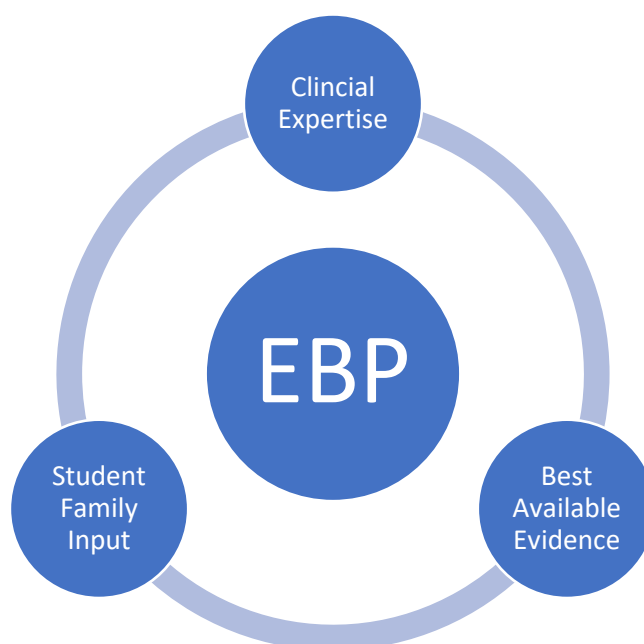 Clincial
Expertise
EBP
Student
Family
Input
Best
Available
Evidence